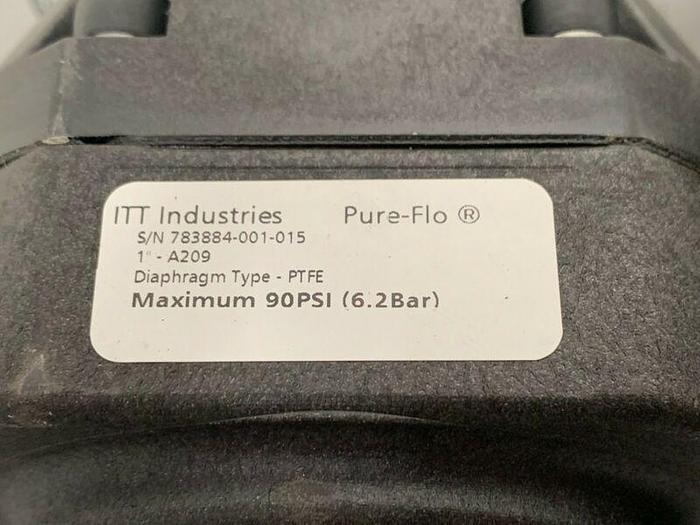 ITT Industries Pure-Flo ®
S/N 783884-001-015
1" - A209
Diaphragm Type - PTFE
Maximum 90PSI (6.2Bar)